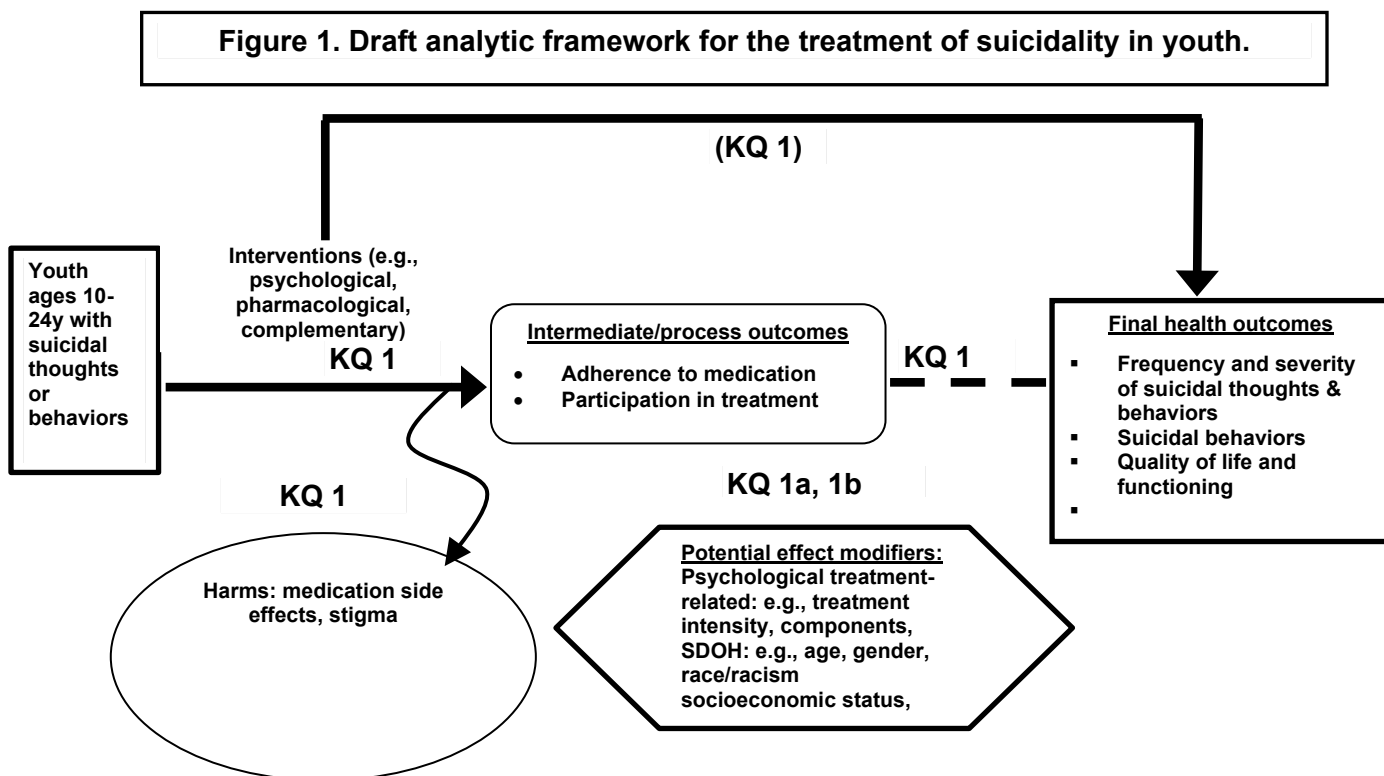 Figure 1. Draft analytic framework for the treatment of suicidality in youth.
(KQ 1)
Youth
ages 10-
24y with
suicidal
thoughts
or
behaviors
Interventions (e.g.,
psychological,
pharmacological,
complementary)
KQ 1
Intermediate/process outcomes
• Adherence to medication
• Participation in treatment
KQ 1
Final health outcomes
▪ Frequency and severity
of suicidal thoughts &
behaviors
▪ Suicidal behaviors
▪ Quality of life and
functioning
▪
KQ 1
Harms: medication side
effects, stigma
KQ 1a, 1b
Potential effect modifiers:
Psychological treatment-
related: e.g., treatment
intensity, components,
SDOH: e.g., age, gender,
race/racism
socioeconomic status,